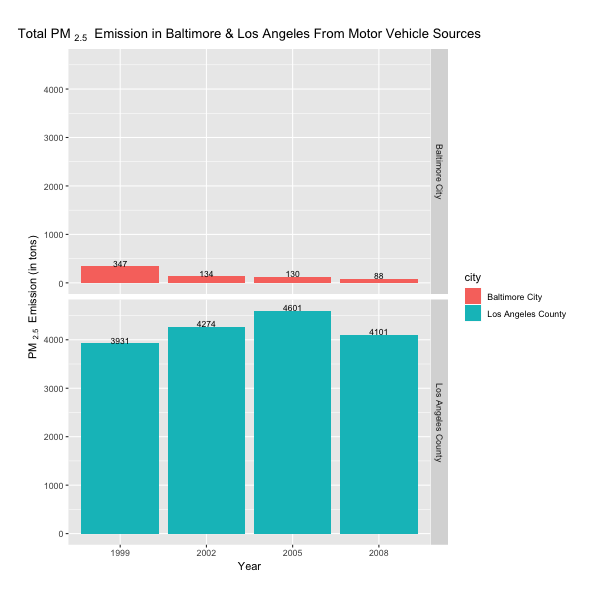 Total PM 2.5 Emission in Baltimore & Los Angeles From Motor Vehicle Sources
PM 2.5 Emission (in tons)
4000
3000
2000
1000
0
347
134
130
88
Baltimore City
4000
3000
2000
1000
0
3931
4274
4601
4101
Los Angeles County
1999
2002
2005
2008
Year
city
Baltimore City
Los Angeles County